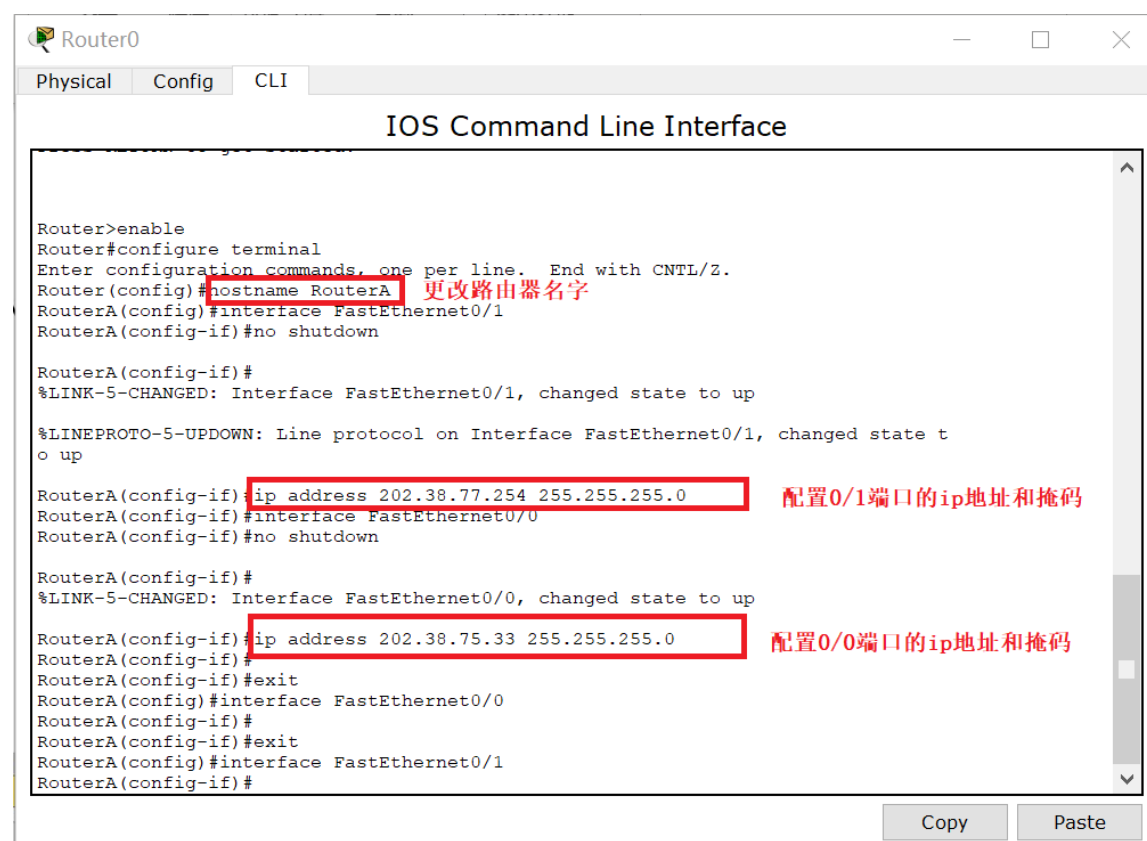 Router0
Physical Config CLI
IOS Command Line Interface
Router>enable
Router#configure terminal
Enter configuration commands, one per line. End with CNTL/Z.
Router(config)#hostname RouterA 更改路由器名字
RouterA(config)#interface FastEthernet0/1
RouterA(config-if)#no shutdown
RouterA(config-if)#
%LINK-5-CHANGED: Interface FastEthernet0/1, changed state to up
%LINEPROTO-5-UPDOWN: Line protocol on Interface FastEthernet0/1, changed state t
o up
RouterA(config-if)#ip address 202.38.77.254 255.255.255.0 配置0/1端口的ip地址和掩码
RouterA(config-if)#interface FastEthernet0/0
RouterA(config-if)#no shutdown
RouterA(config-if)#
%LINK-5-CHANGED: Interface FastEthernet0/0, changed state to up
RouterA(config-if)#ip address 202.38.75.33 255.255.255.0 配置0/0端口的ip地址和掩码
RouterA(config-if)#
RouterA(config-if)#exit
RouterA(config)#interface FastEthernet0/0
RouterA(config-if)#
RouterA(config-if)#exit
RouterA(config)#interface FastEthernet0/1
RouterA(config-if)#
Copy Paste